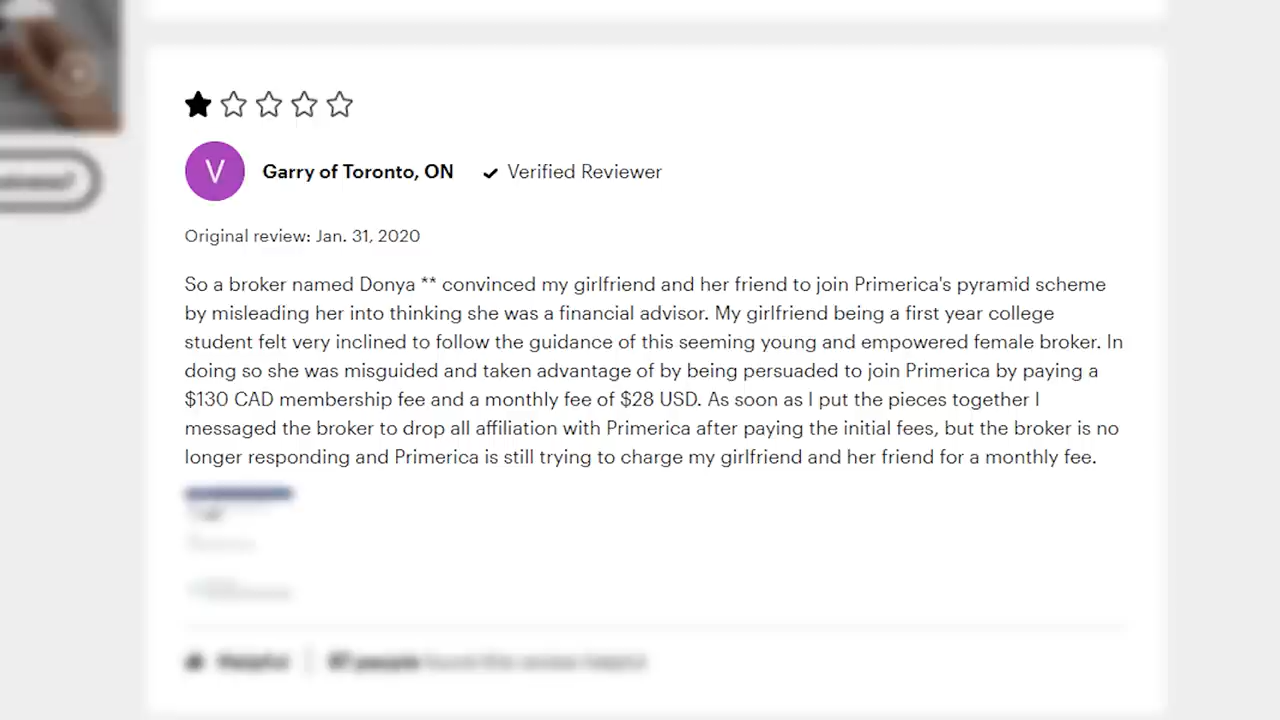 V
Garry of Toronto, ON Verified Reviewer
Original review: Jan. 31, 2020
So a broker named Donya ** convinced my girlfriend and her friend to join Primerica's pyramid scheme
by misleading her into thinking she was a financial advisor. My girlfriend being a first year college
student felt very inclined to follow the guidance of this seeming young and empowered female broker. In
doing so she was misguided and taken advantage of by being persuaded to join Primerica by paying a
$130 CAD membership fee and a monthly fee of $28 USD. As soon as I put the pieces together I
messaged the broker to drop all affiliation with Primerica after paying the initial fees, but the broker is no
longer responding and Primerica is still trying to charge my girlfriend and her friend for a monthly fee.
Helpful people found this review helpful